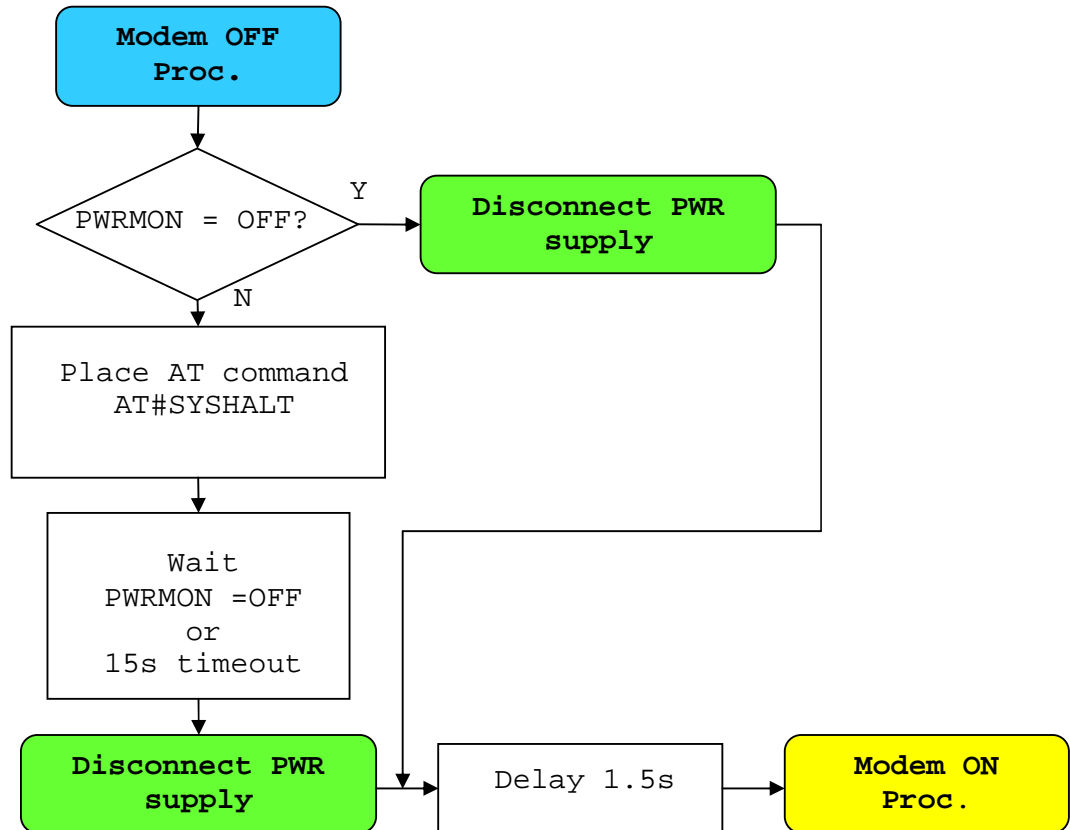 Modem OFF
Proc.
PWRMON = OFF?
Y
Disconnect PWR
supply
N
Place AT command
AT#SYSHALT
Wait
PWRMON =OFF
or
15s timeout
Disconnect PWR
supply
Delay 1.5s
Modem ON
Proc.